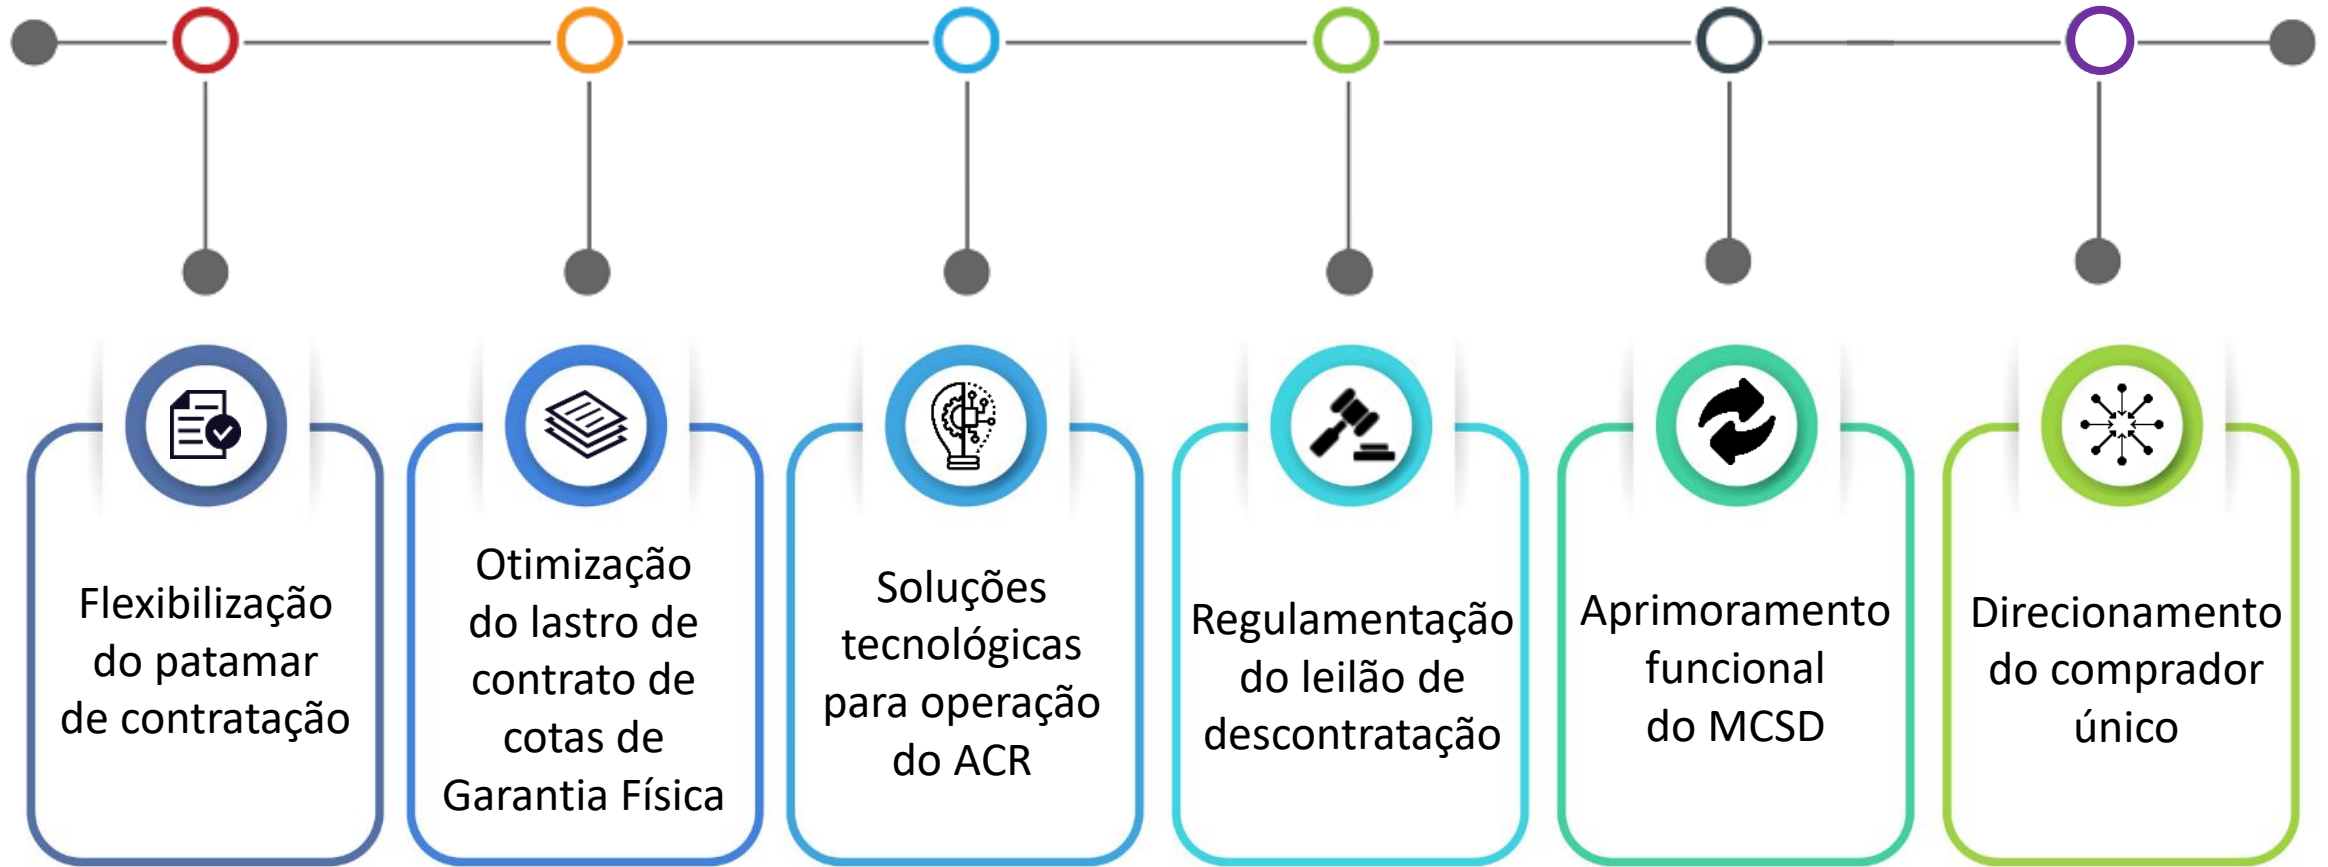 Flexibilização
do patamar
de contratação
Otimização
do lastro de
contrato de
cotas de
Garantia Física
Soluções
tecnológicas
para operação
do ACR
Regulamentação
do leilão de
descontratação
Aprimoramento
funcional
do MCSD
Direcionamento
do comprador
único